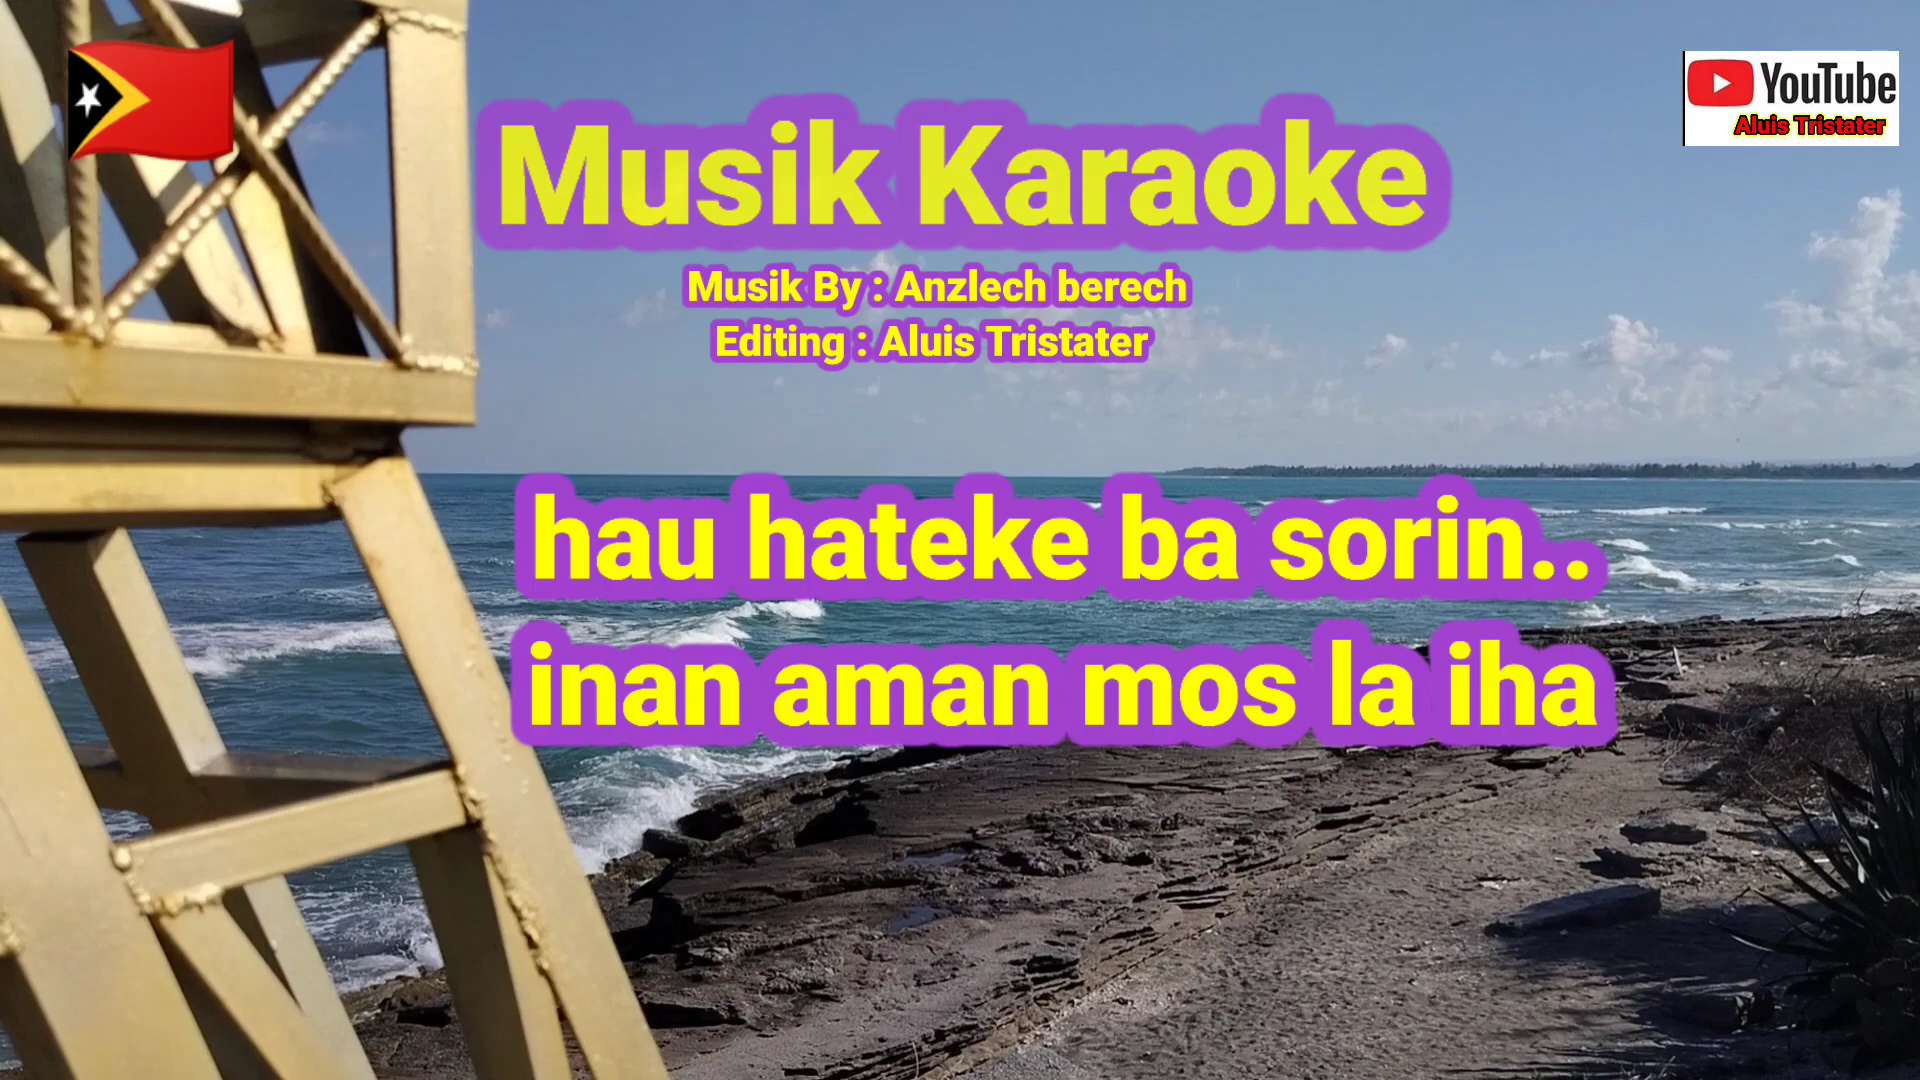 Musik Karaoke
YouTube
Aluis Tristater
Musik By : Anzlech berech
Editing : Aluis Tristater
hau hateke ba sorin..
inan aman mos la iha